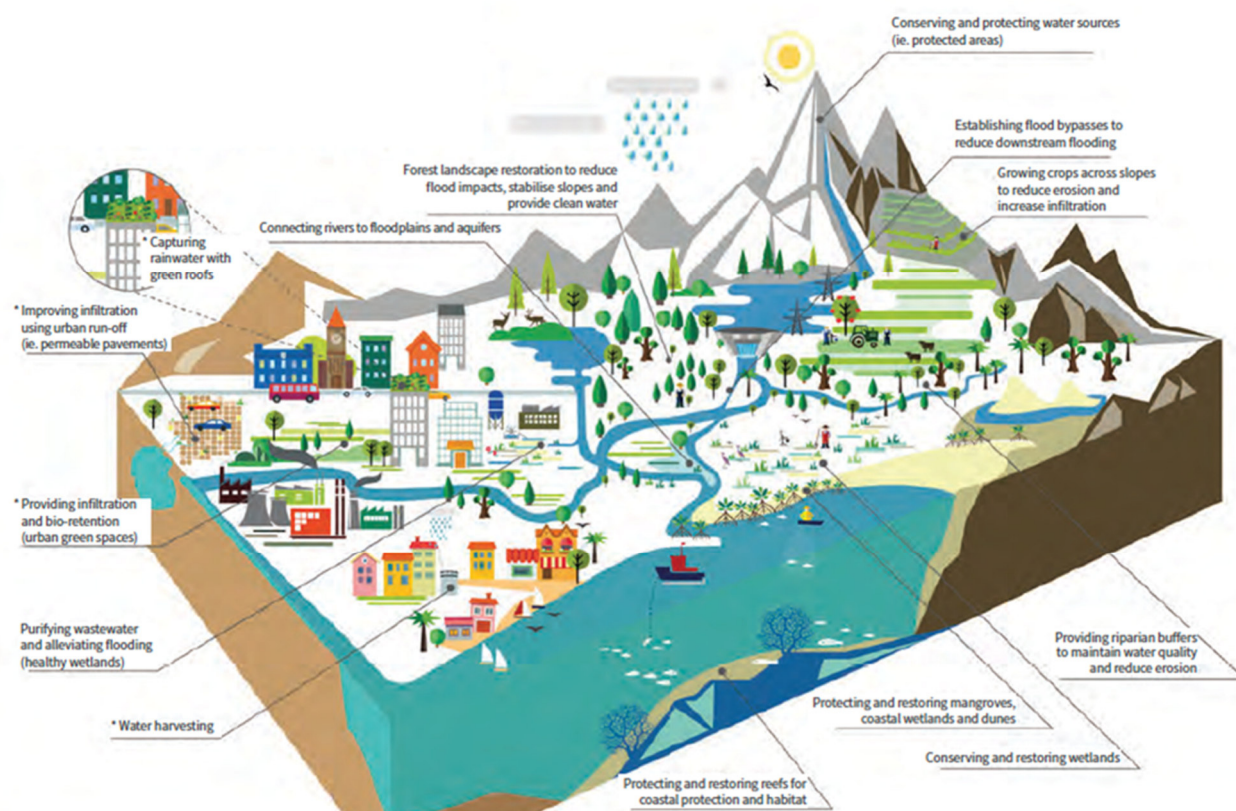 Conserving and protecting water sources
(ie. protected areas)
Establishing flood bypasses to
reduce downstream flooding
Forest landscape restoration to reduce
flood impacts, stabilise slopes and
provide clean water
Growing crops across slopes
to reduce erosion and
increase infiltration
Connecting rivers to floodplains and aquifers
* Capturing
rainwater with
green roofs
* Improving infiltration
using urban run-off
(ie. permeable pavements)
* Providing infiltration
and bio-retention
(urban green spaces)
Purifying wastewater
and alleviating flooding
(healthy wetlands)
* Water harvesting
Providing riparian buffers
to maintain water quality
and reduce erosion
Protecting and restoring mangroves,
coastal wetlands and dunes
Conserving and restoring wetlands
Protecting and restoring reefs for
coastal protection and habitat